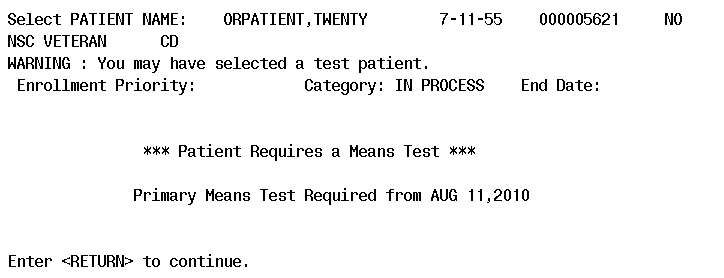 Select PATIENT NAME: ORPATIENT,TWENTY 7-11-55 000005621 NO
NSC VETERAN CD
WARNING : You may have selected a test patient.
Enrollment Priority: Category: IN PROCESS End Date:
*** Patient Requires a Means Test ***
Primary Means Test Required from AUG 11,2010
Enter <RETURN> to continue.